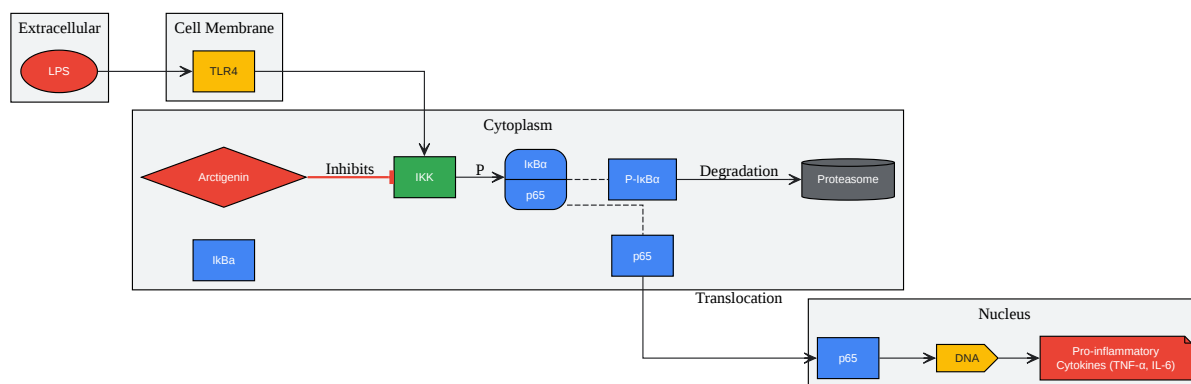 Extracellular
LPS
Cell Membrane
TLR4
Cytoplasm
Arctigenin
Inhibits
IKK
P
IκBα
p65
P-IκBα
Degradation
Proteasome
IkBa
p65
Translocation
Nucleus
p65
DNA
Pro-inflammatory
Cytokines (TNF-α, IL-6)